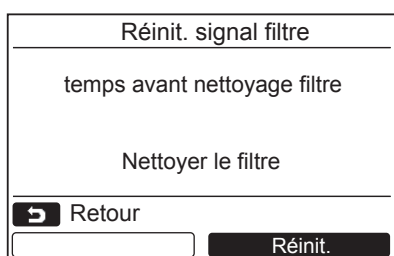 Réinit. signal filtre
temps avant nettoyage filtre
Nettoyer le filtre
Retour
Réinit.